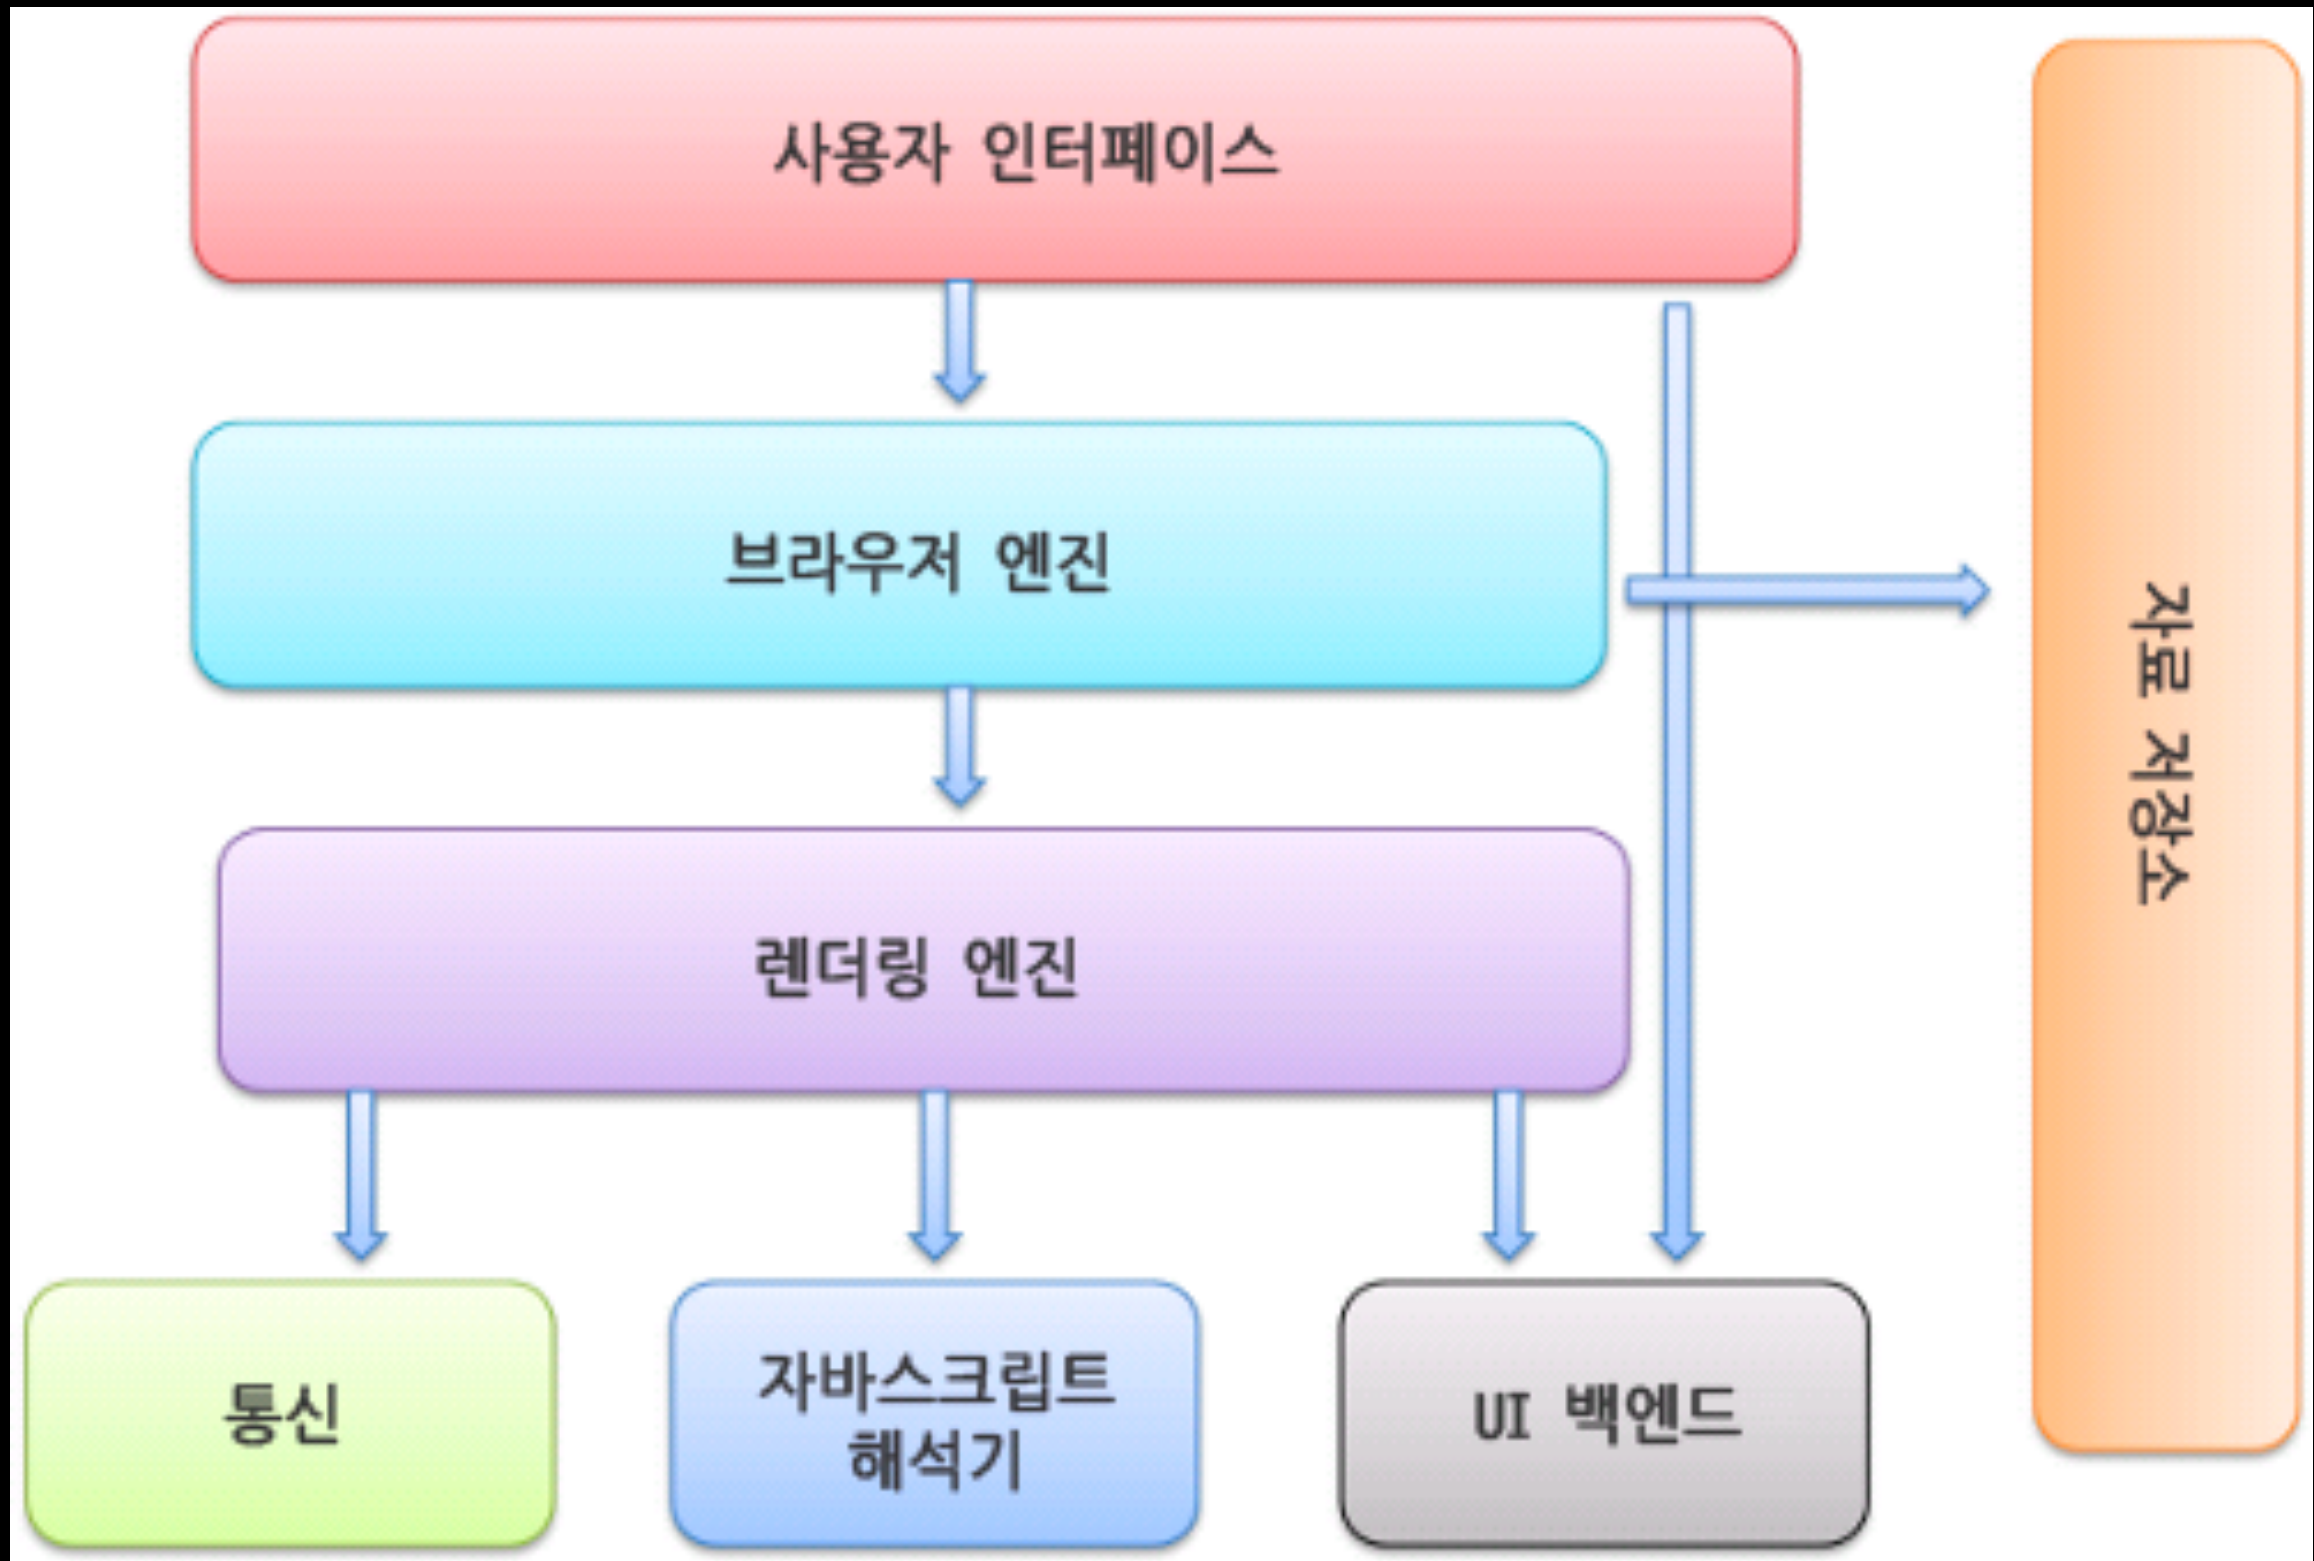 사용자 인터페이스
브라우저 엔진
자료 저장소
렌더링 엔진
통신
자바스크립트
해석기
UI 백엔드